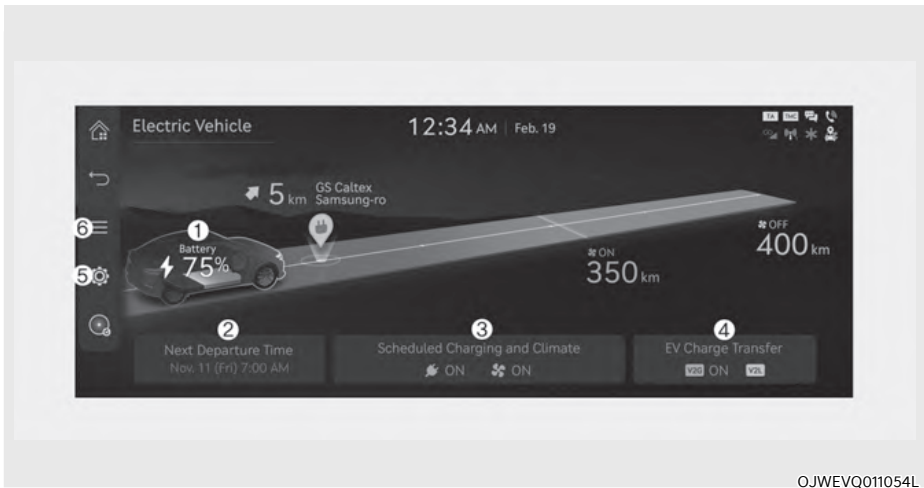 Electric Vehicle
12:34 AM | Feb. 19
TA TMC
5 km
GS Caltex
Samsung-ro
⑥
①
Battery
75%
⑤
OFF
400 km
ON
350 km
②
Next Departure Time
Nov. 11 (Fri) 7:00 AM
③
Scheduled Charging and Climate
ON ON
④
EV Charge Transfer
V2G ON V2L
OJWEVQ011054L